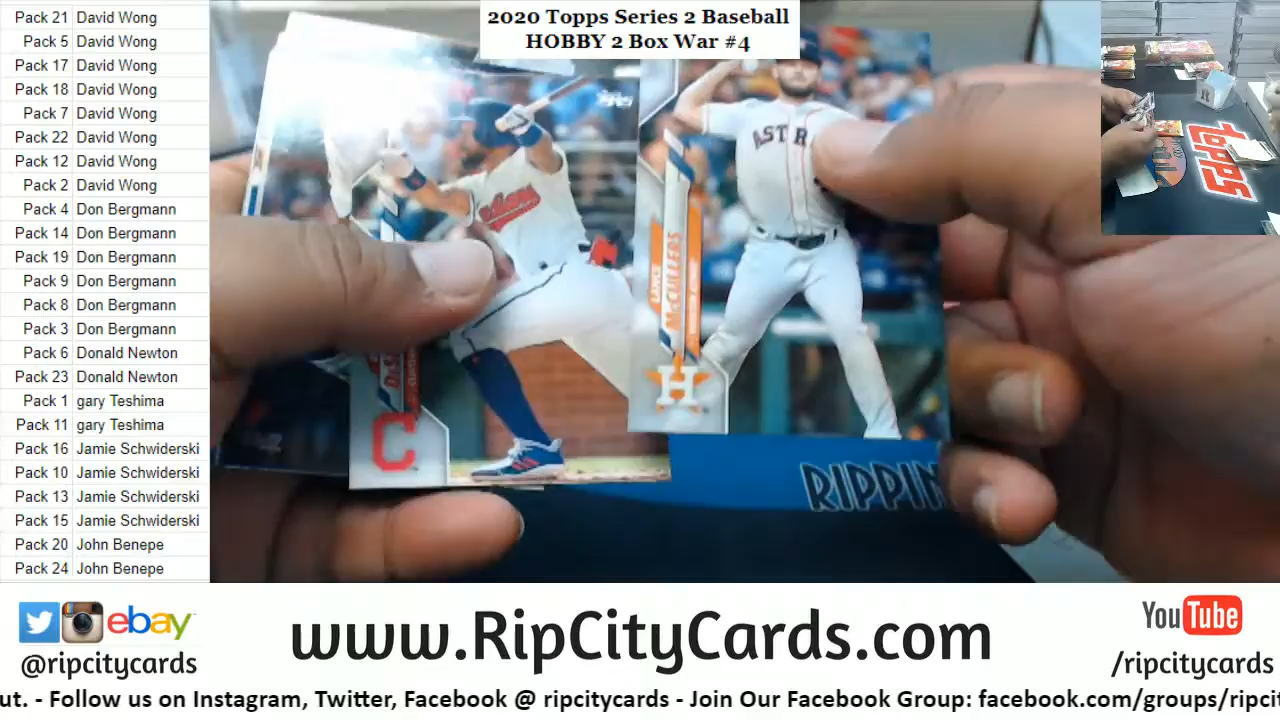 2020 Topps Series 2 Baseball
HOBBY 2 Box War #4
Pack 21 David Wong
Pack 5 David Wong
Pack 17 David Wong
Pack 18 David Wong
Pack 7 David Wong
Pack 22 David Wong
Pack 12 David Wong
Pack 2 David Wong
Pack 4 Don Bergmann
Pack 14 Don Bergmann
Pack 19 Don Bergmann
Pack 9 Don Bergmann
Pack 8 Don Bergmann
Pack 3 Don Bergmann
Pack 6 Donald Newton
Pack 23 Donald Newton
Pack 1 gary Teshima
Pack 11 gary Teshima
Pack 16 Jamie Schwiderski
Pack 10 Jamie Schwiderski
Pack 13 Jamie Schwiderski
Pack 15 Jamie Schwiderski
Pack 20 John Benepe
Pack 24 John Benepe
Topps
Indians
C
ASTR
LANCE
McCULLERS
H
RIPPIN
TOPPS
ebay
@ripcitycards
www.RipCityCards.com
YouTube
/ripcitycards
ut. - Follow us on Instagram, Twitter, Facebook @ ripcitycards - Join Our Facebook Group: facebook.com/groups/ripcit